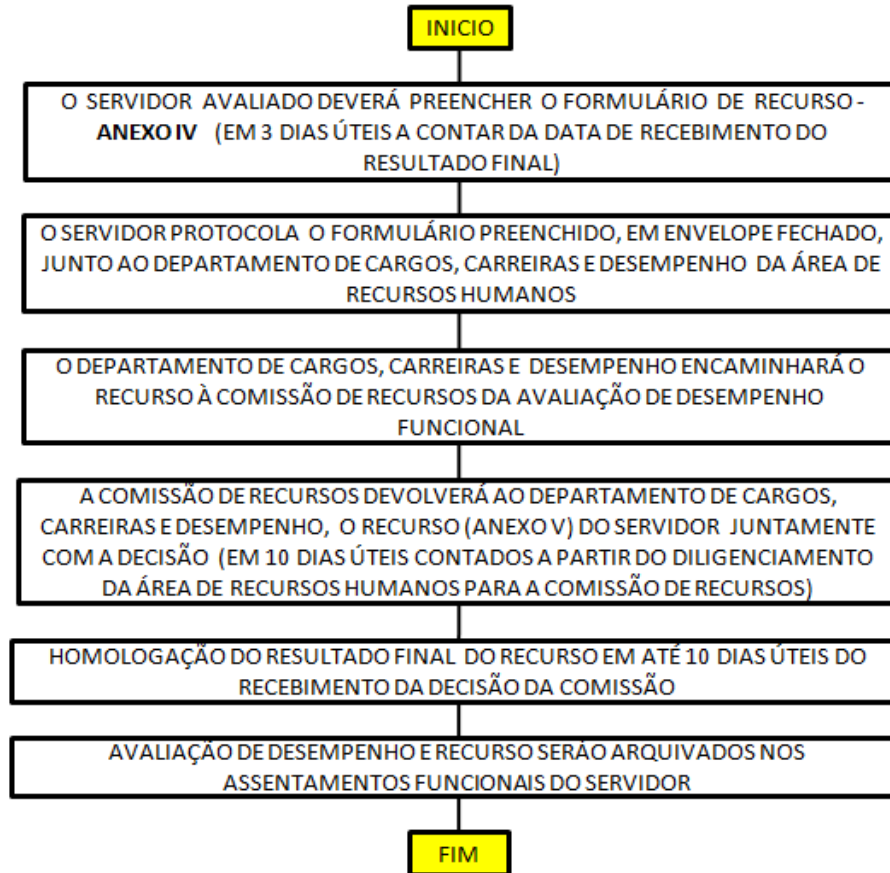 INICIO
O SERVIDOR AVALIADO DEVERÁ PREENCHER O FORMULÁRIO DE RECURSO -
ANEXO IV (EM 3 DIAS ÚTEIS A CONTAR DA DATA DE RECEBIMENTO DO
RESULTADO FINAL)
O SERVIDOR PROTOCOLA O FORMULÁRIO PREENCHIDO, EM ENVELOPE FECHADO,
JUNTO AO DEPARTAMENTO DE CARGOS, CARREIRAS E DESEMPENHO DA ÁREA DE
RECURSOS HUMANOS
O DEPARTAMENTO DE CARGOS, CARREIRAS E DESEMPENHO ENCAMINHARÁ O
RECURSO À COMISSÃO DE RECURSOS DA AVALIAÇÃO DE DESEMPENHO
FUNCIONAL
A COMISSÃO DE RECURSOS DEVOLVERÁ AO DEPARTAMENTO DE CARGOS,
CARREIRAS E DESEMPENHO, O RECURSO (ANEXO V) DO SERVIDOR JUNTAMENTE
COM A DECISÃO (EM 10 DIAS ÚTEIS CONTADOS A PARTIR DO DILIGENCIAMENTO
DA ÁREA DE RECURSOS HUMANOS PARA A COMISSÃO DE RECURSOS)
HOMOLOGAÇÃO DO RESULTADO FINAL DO RECURSO EM ATÉ 10 DIAS ÚTEIS DO
RECEBIMENTO DA DECISÃO DA COMISSÃO
AVALIAÇÃO DE DESEMPENHO E RECURSO SERÃO ARQUIVADOS NOS
ASSENTAMENTOS FUNCIONAIS DO SERVIDOR
FIM